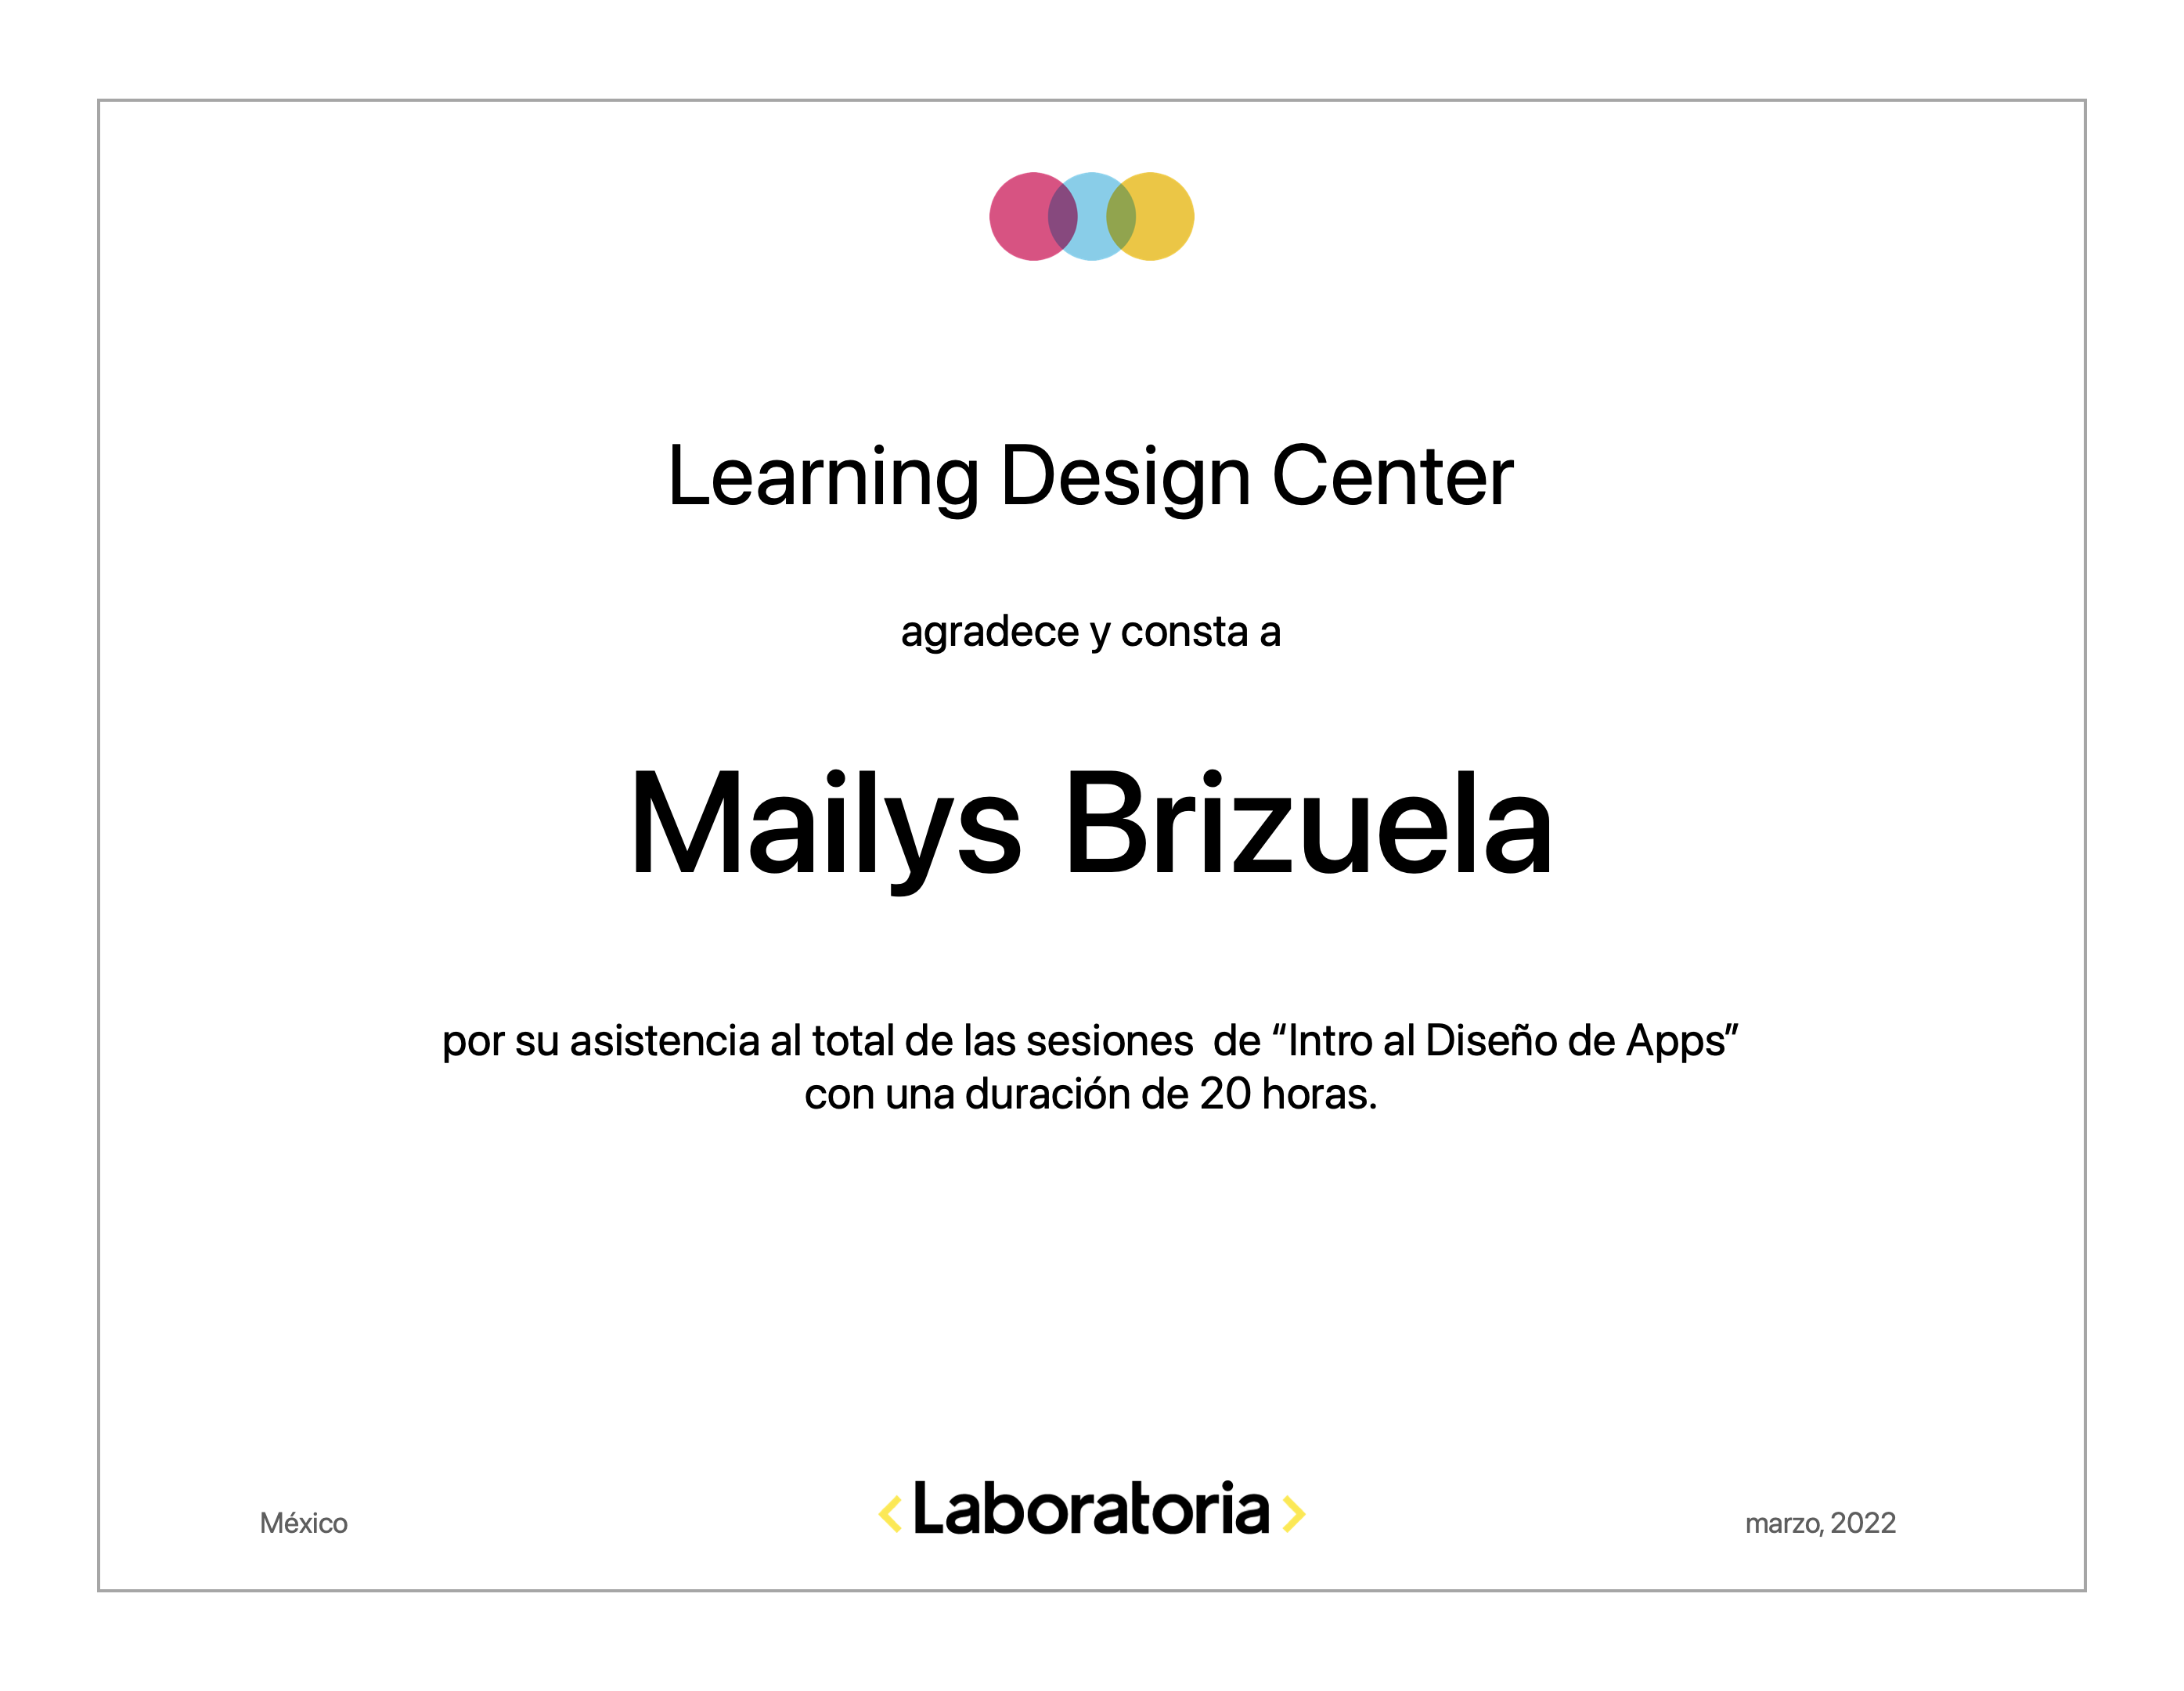 Learning Design Center
agradece y consta a
Mailys Brizuela
por su asistencia al total de las sesiones de “Intro al Diseño de Apps”
con una duración de 20 horas.
México
<Laboratoria>
marzo, 2022